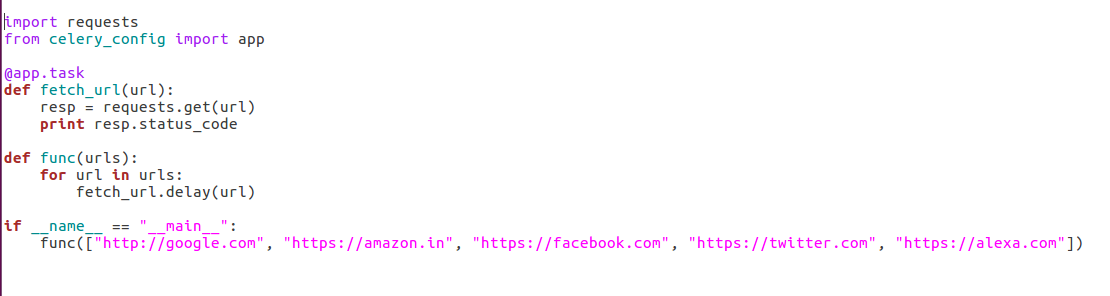 import requests
from celery_config import app
@app.task
def fetch_url(url):
    resp = requests.get(url)
    print resp.status_code
def func(urls):
    for url in urls:
        fetch_url.delay(url)
if __name__ == "__main__":
    func(["http://google.com", "https://amazon.in", "https://facebook.com", "https://twitter.com", "https://alexa.com"])